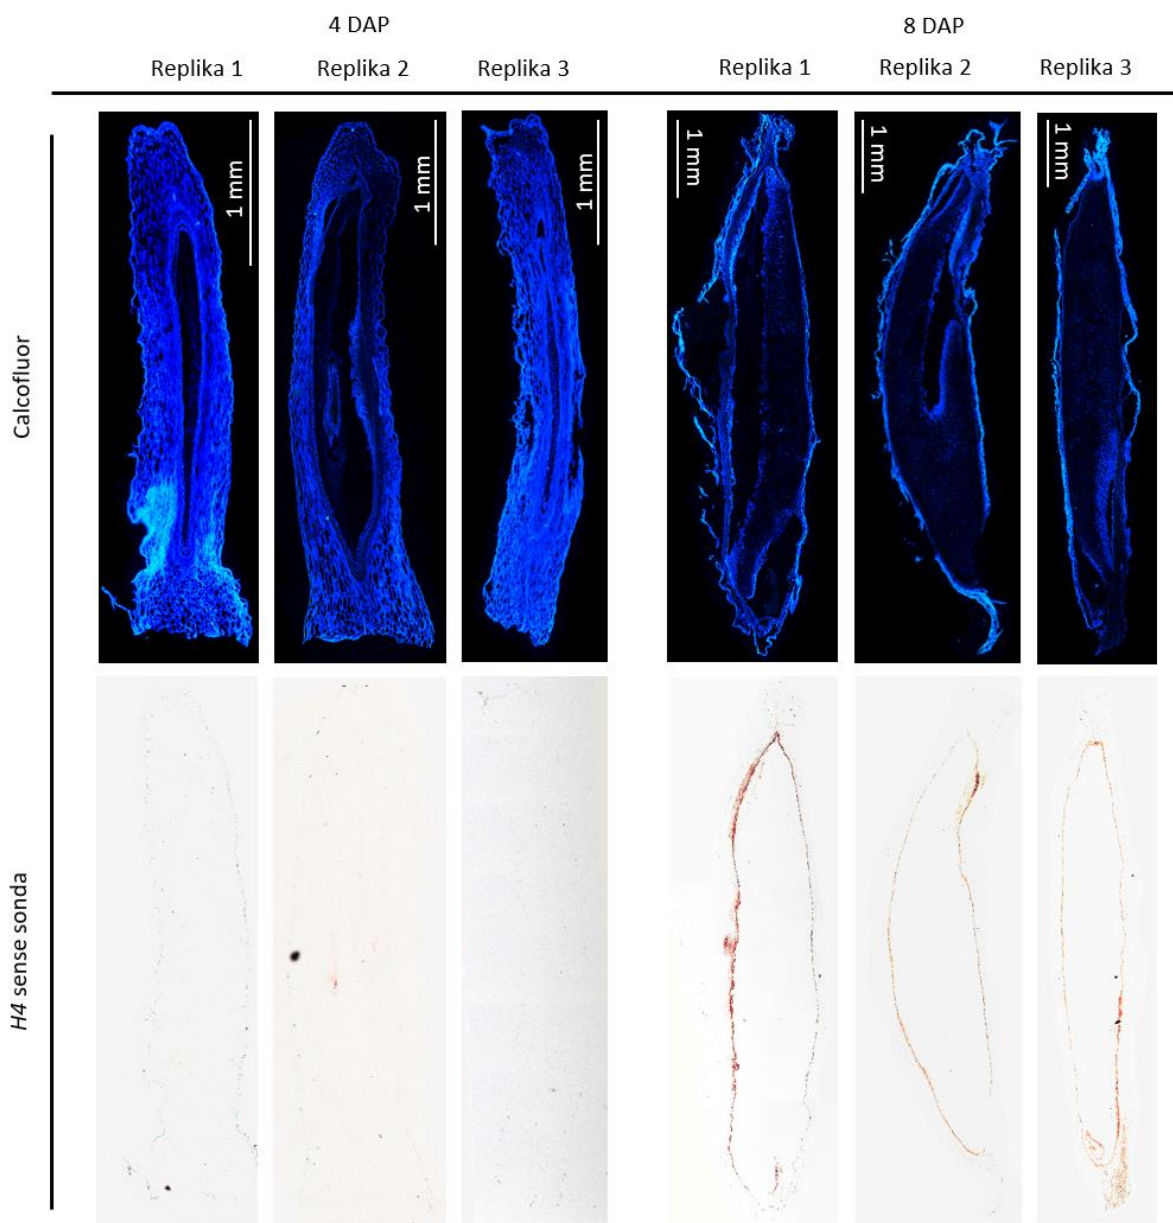 4 DAP
8 DAP
Replika 1
Replika 2
Replika 3
Replika 1
Replika 2
Replika 3
Calcofluor
1 mm
1 mm
1 mm
1 mm
1 mm
1 mm
H4 sense sonda